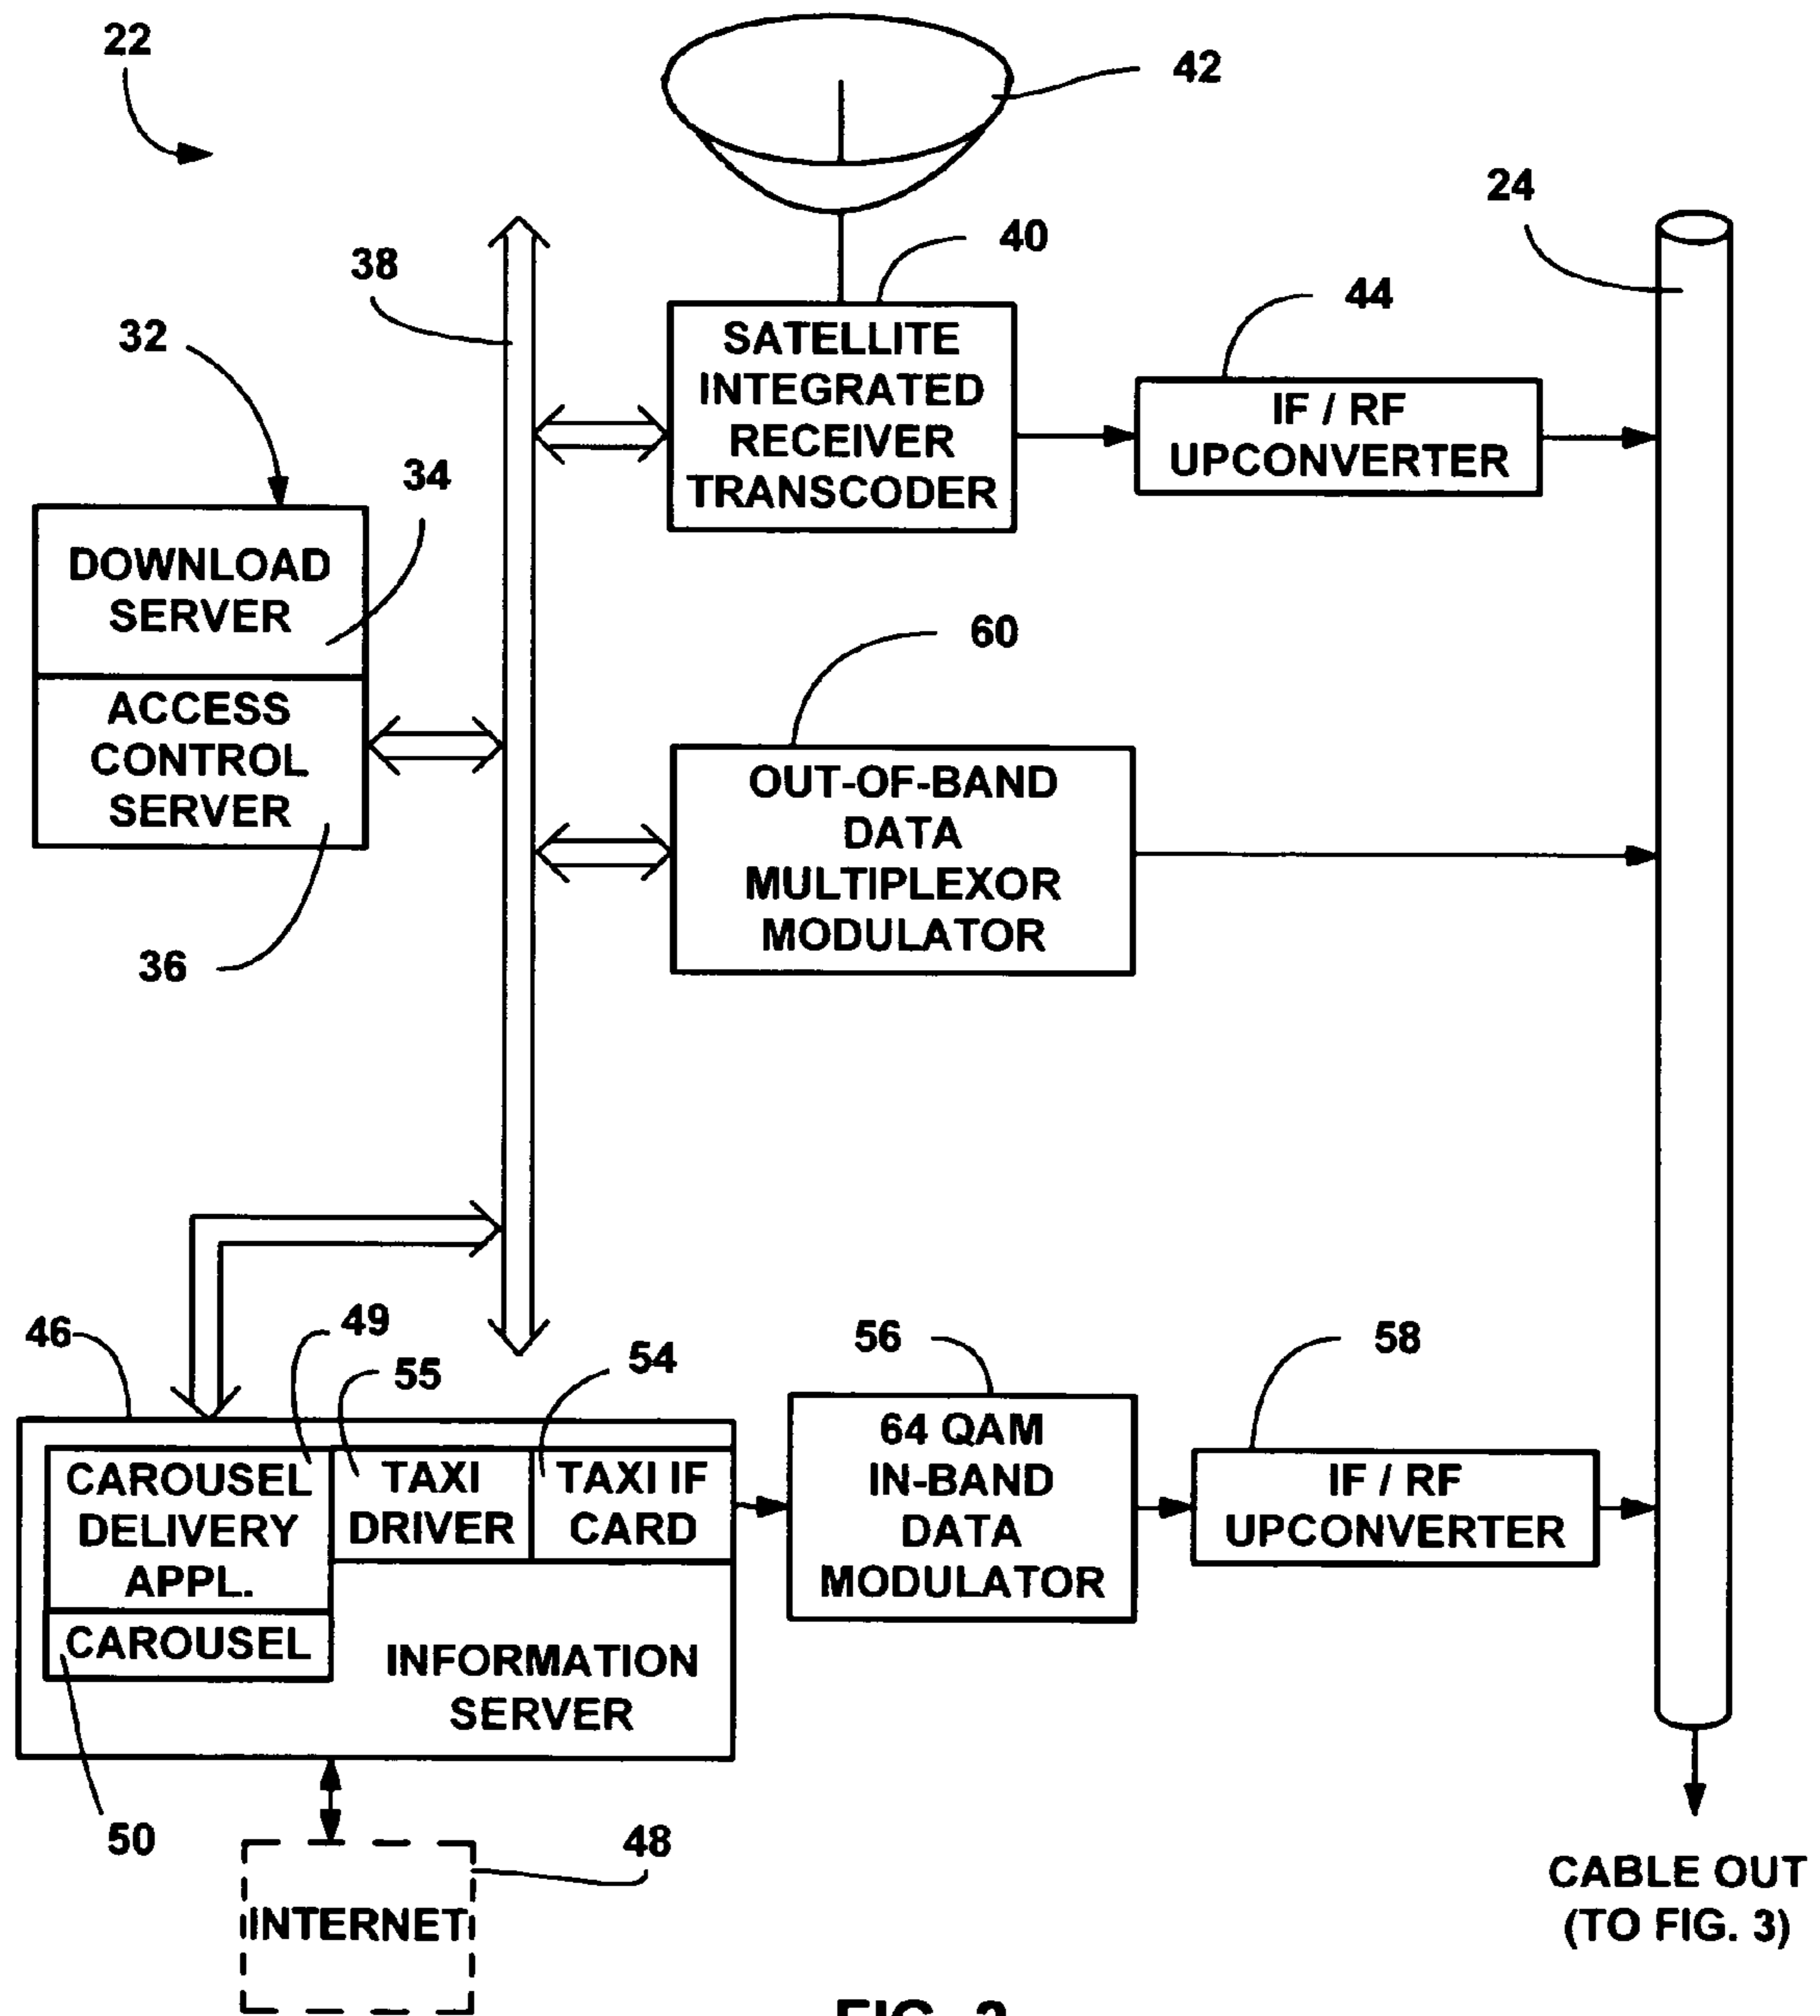 22
42
24
40
38
44
32
SATELLITE
INTEGRATED
RECEIVER
TRANSCODER
IF / RF
UPCONVERTER
34
DOWNLOAD
SERVER
60
ACCESS
CONTROL
SERVER
OUT-OF-BAND
DATA
MULTIPLEXOR
MODULATOR
36
46
49
55
54
56
58
CAROUSEL
DELIVERY
APPL.
TAXI
DRIVER
TAXI IF
CARD
64 QAM
IN-BAND
DATA
MODULATOR
IF / RF
UPCONVERTER
CAROUSEL
INFORMATION
SERVER
50
48
INTERNET
CABLE OUT
(TO FIG. 3)